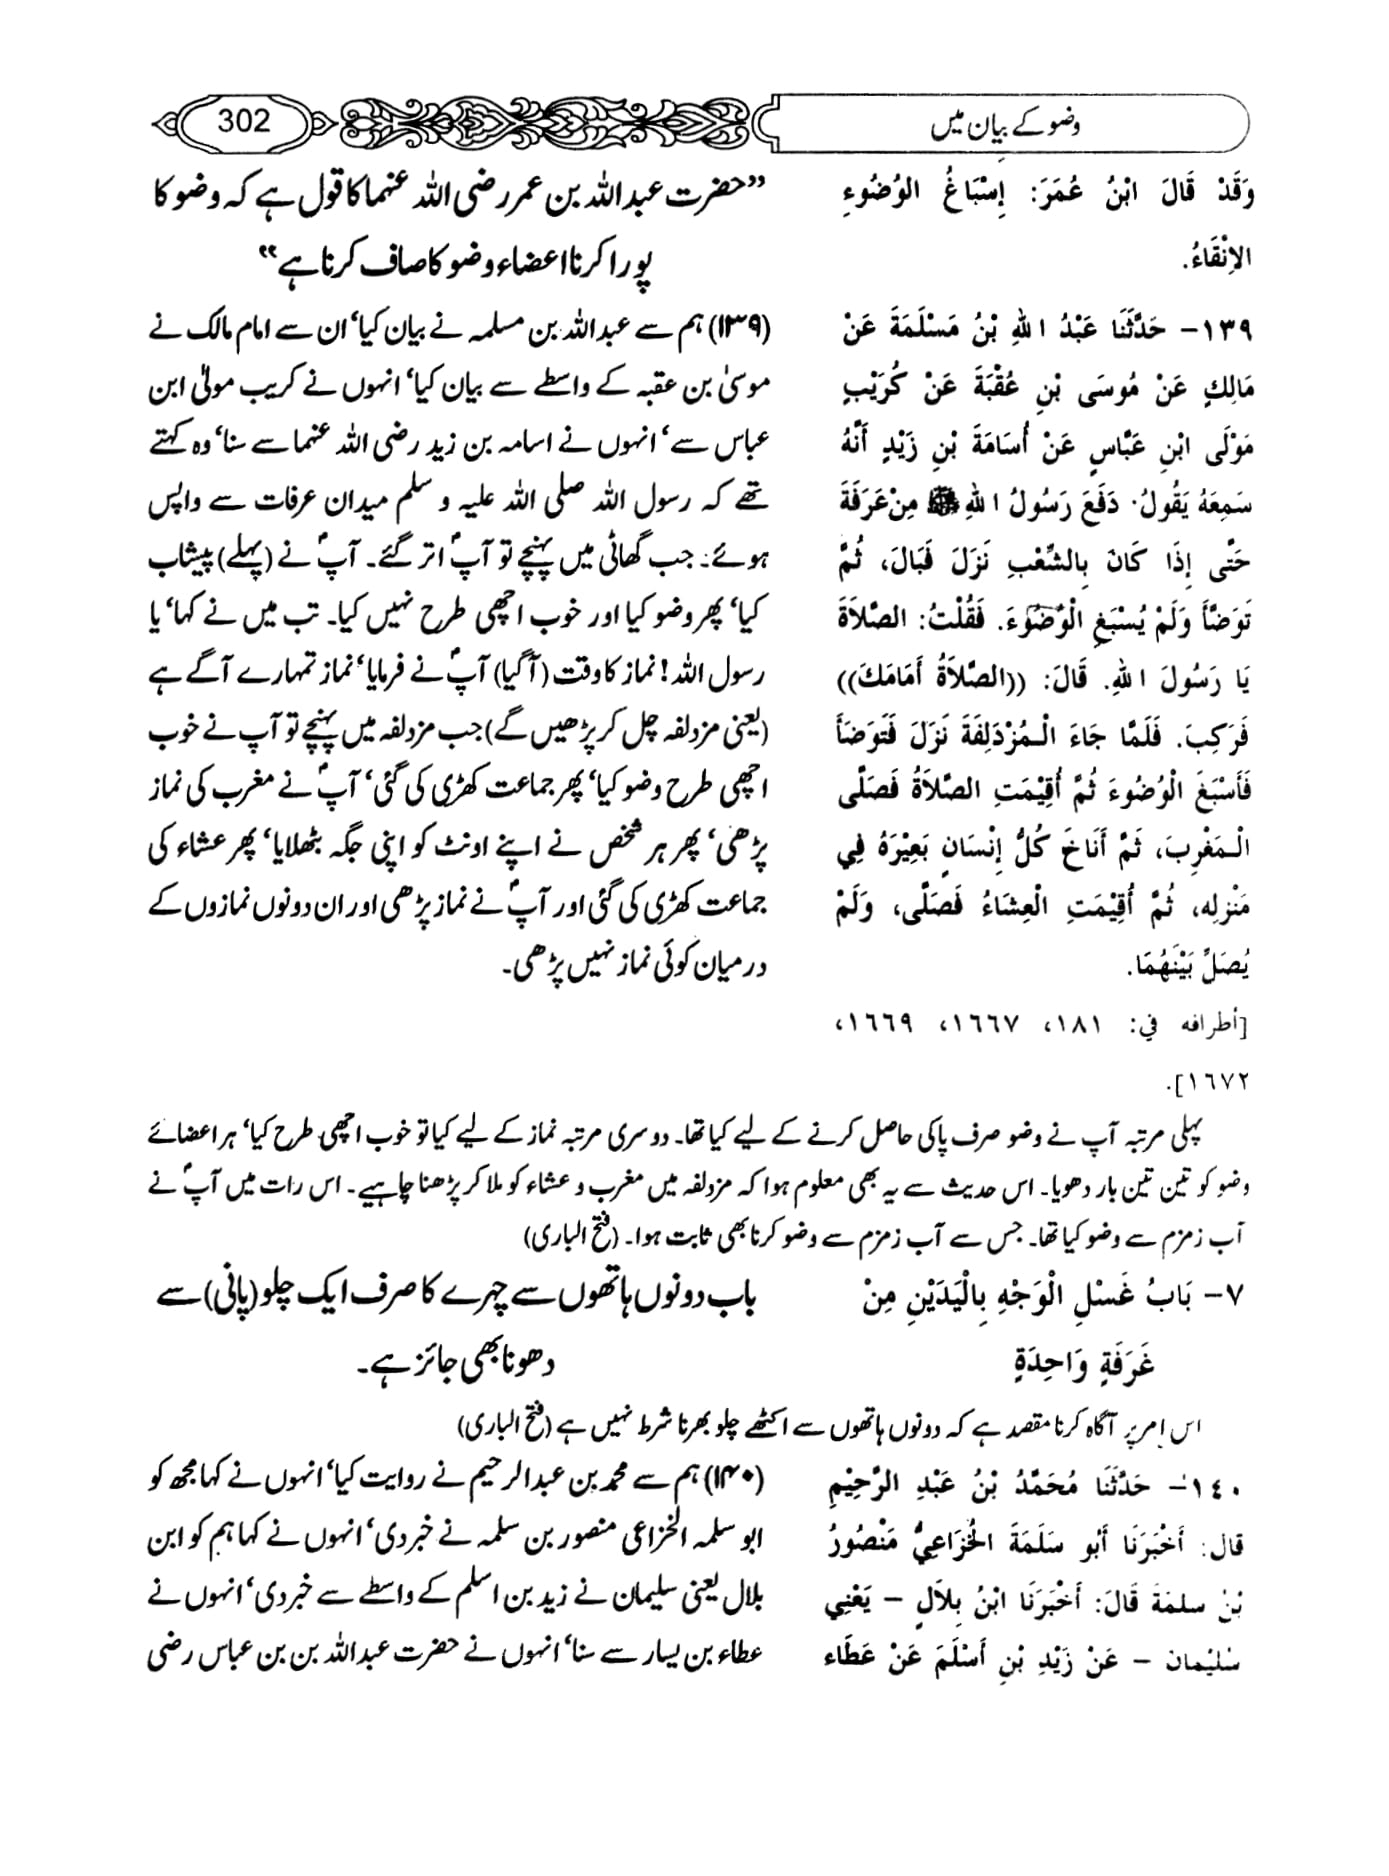 302
وضو کے بیان میں
وَقَدْ قَالَ ابْنُ عُمَرَ: إِسْبَاغُ الوُضُوءِ
الإِنْقَاءُ.
”حضرت عبداللہ بن عمر رضی اللہ عنہما کا قول ہے کہ وضو کا
پورا کرنا اعضاء وضو کا صاف کرنا ہے“
١٣٩- حَدَّثَنَا عَبْدُ اللهِ بْنُ مَسْلَمَةَ عَنْ
مَالِكٍ عَنْ مُوسَى بْنِ عُقْبَةَ عَنْ كُرَيْبٍ
مَوْلَى ابْنِ عَبَّاسٍ عَنْ أُسَامَةَ بْنِ زَيْدٍ أَنَّهُ
سَمِعَهُ يَقُولُ: دَفَعَ رَسُولُ اللهِ ﷺ مِنْ عَرَفَةَ
حَتَّى إِذَا كَانَ بِالشِّعْبِ نَزَلَ فَبَالَ، ثُمَّ
تَوَضَّأَ وَلَمْ يُسْبَغِ الْوُضُوءَ. فَقُلْتُ: الصَّلاَةَ
يَا رَسُولَ اللهِ. قَالَ: ((الصَّلاَةُ أَمَامَكَ))
فَرَكِبَ. فَلَمَّا جَاءَ الْمُزْدَلِفَةَ نَزَلَ فَتَوَضَأَ
فَأَسْبَغَ الْوُضُوءَ ثُمَّ أُقِيْمَتِ الصَّلاَةُ فَصَلَّى
الْمَغْرِبَ، ثَمَّ أَنَاخَ كُلُّ إِنْسَانٍ بَعِيْرَهُ فِي
مَنْزِلِه، ثُمَّ أُقِيْمَتِ الْعِشَاءُ فَصَلَّى، وَلَمْ
يُصَلِّ بَيْنَهُمَا.
[أطرافه في: ١٨١، ١٦٦٧، ١٦٦٩،
١٦٧٢].
(۱۳۹) ہم سے عبداللہ بن مسلمہ نے بیان کیا‘ ان سے امام مالک نے
موسیٰ بن عقبہ کے واسطے سے بیان کیا‘ انہوں نے کریب مولیٰ ابن
عباس سے‘ انہوں نے اسامہ بن زید رضی اللہ عنہما سے سنا‘ وہ کہتے
تھے کہ رسول اللہ صلی اللہ علیہ و سلم میدان عرفات سے واپس
ہوئے۔ جب گھاٹی میں پہنچے تو آپؐ اتر گئے۔ آپؐ نے (پہلے) پیشاب
کیا‘ پھر وضو کیا اور خوب اچھی طرح نہیں کیا۔ تب میں نے کہا‘ یا
رسول اللہ! نماز کا وقت (آگیا) آپؐ نے فرمایا‘ نماز تمہارے آگے ہے
(یعنی مزدلفہ چل کر پڑھیں گے) جب مزدلفہ میں پہنچے تو آپ نے خوب
اچھی طرح وضو کیا‘ پھر جماعت کھڑی کی گئی‘ آپؐ نے مغرب کی نماز
پڑھی‘ پھر ہر شخص نے اپنے اونٹ کو اپنی جگہ بٹھلایا‘ پھر عشاء کی
جماعت کھڑی کی گئی اور آپؐ نے نماز پڑھی اور ان دونوں نمازوں کے
درمیان کوئی نماز نہیں پڑھی۔
پہلی مرتبہ آپ نے وضو صرف پاکی حاصل کرنے کے لیے کیا تھا۔ دوسری مرتبہ نماز کے لیے کیا تو خوب اچھی طرح کیا‘ ہر اعضائے
وضو کو تین تین بار دھویا۔ اس حدیث سے یہ بھی معلوم ہوا کہ مزدلفہ میں مغرب و عشاء کو ملا کر پڑھنا چاہیے۔ اس رات میں آپؐ نے
آب زمزم سے وضو کیا تھا۔ جس سے آب زمزم سے وضو کرنا بھی ثابت ہوا۔ (فتح الباری)
٧- بَابُ غَسْلِ الْوَجْهِ بِالْيَدَيْنِ مِنْ
غَرَفَةٍ وَاحِدَةٍ
باب دونوں ہاتھوں سے چہرے کا صرف ایک چلو (پانی) سے
دھونا بھی جائز ہے۔
اس امر پر آگاہ کرنا مقصد ہے کہ دونوں ہاتھوں سے اکٹھے چلو بھرنا شرط نہیں ہے (فتح الباری)
١٤٠- حَدَّثَنَا مُحَمَّدُ بْنُ عَبْدِ الرَّحِيْمِ
قال: أَخْبَرَنَا أَبُو سَلَمَةَ الخُزَاعِيُّ مَنْصُورُ
بْنُ سلمة قَالَ: أَخْبَرَنَا ابْنُ بِلاَلٍ - يَعْنِي
سُلَيْمان - عَنْ زَيْدِ بْنِ أَسْلَمَ عَنْ عَطَاء
(۱۴۰) ہم سے محمد بن عبدالرحیم نے روایت کیا‘ انہوں نے کہا مجھ کو
ابو سلمہ الخزاعی منصور بن سلمہ نے خبر دی‘ انہوں نے کہا ہم کو ابن
بلال یعنی سلیمان نے زید بن اسلم کے واسطے سے خبر دی‘ انہوں نے
عطاء بن یسار سے سنا‘ انہوں نے حضرت عبداللہ بن بن عباس رضی